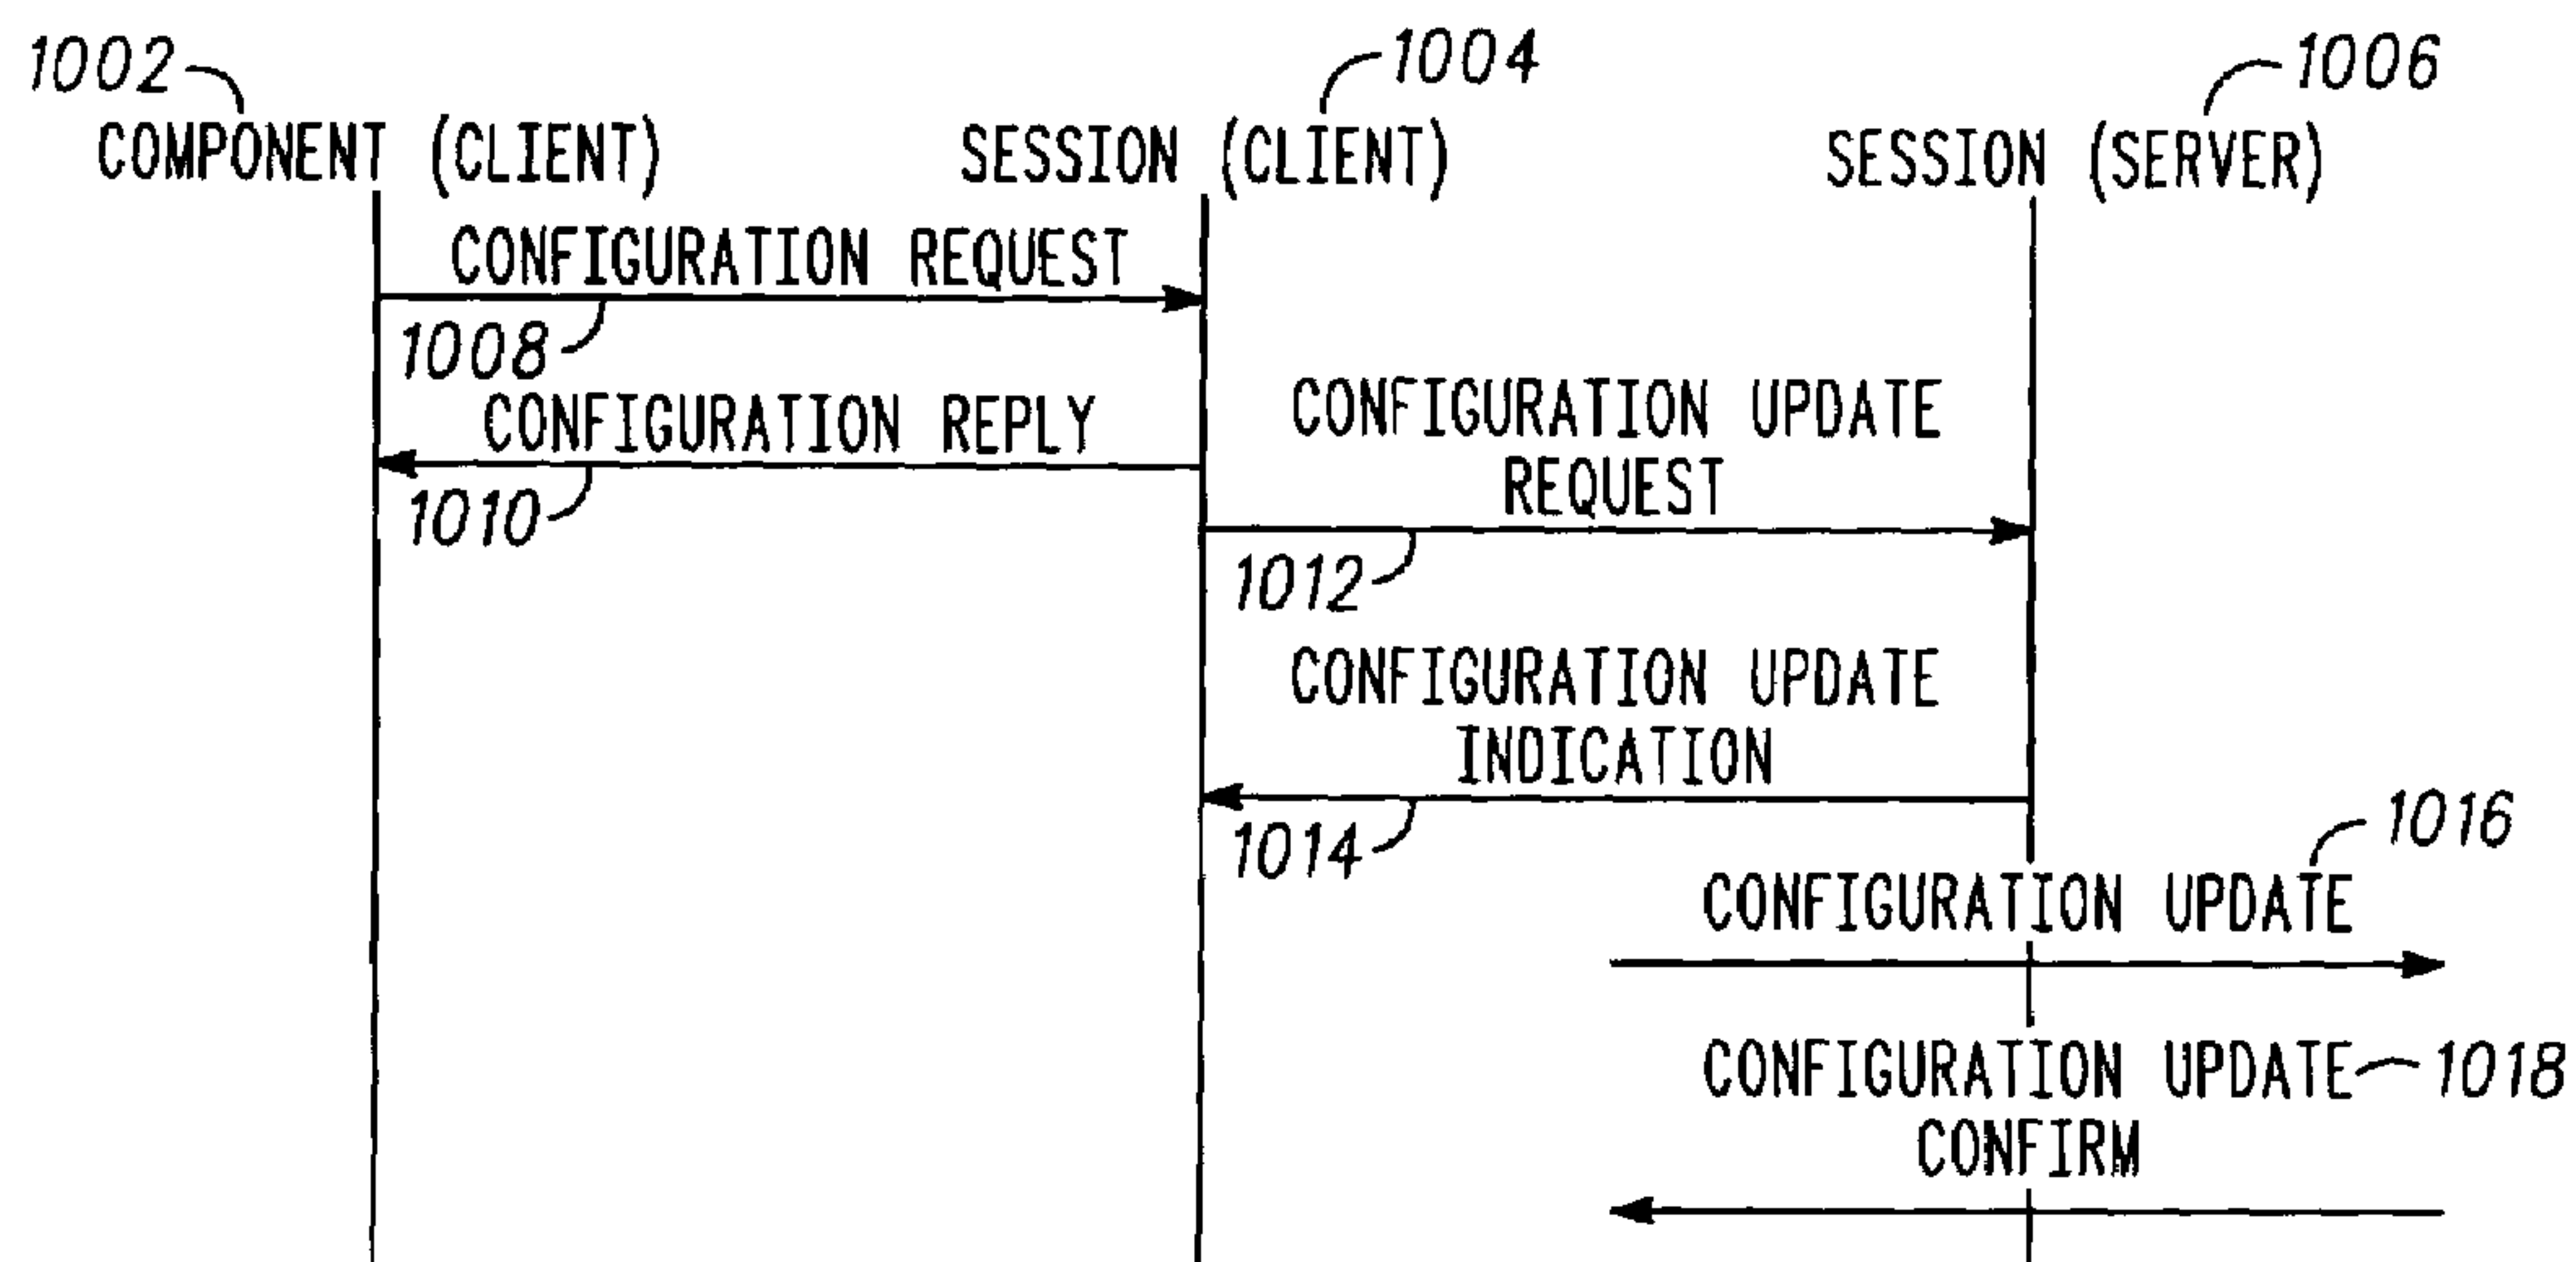 1002
1004
1006
COMPONENT (CLIENT)
SESSION (CLIENT)
SESSION (SERVER)
CONFIGURATION REQUEST
1008
CONFIGURATION REPLY
1010
CONFIGURATION UPDATE
REQUEST
1012
CONFIGURATION UPDATE
INDICATION
1014
1016
CONFIGURATION UPDATE
CONFIGURATION UPDATE
1018
CONFIRM